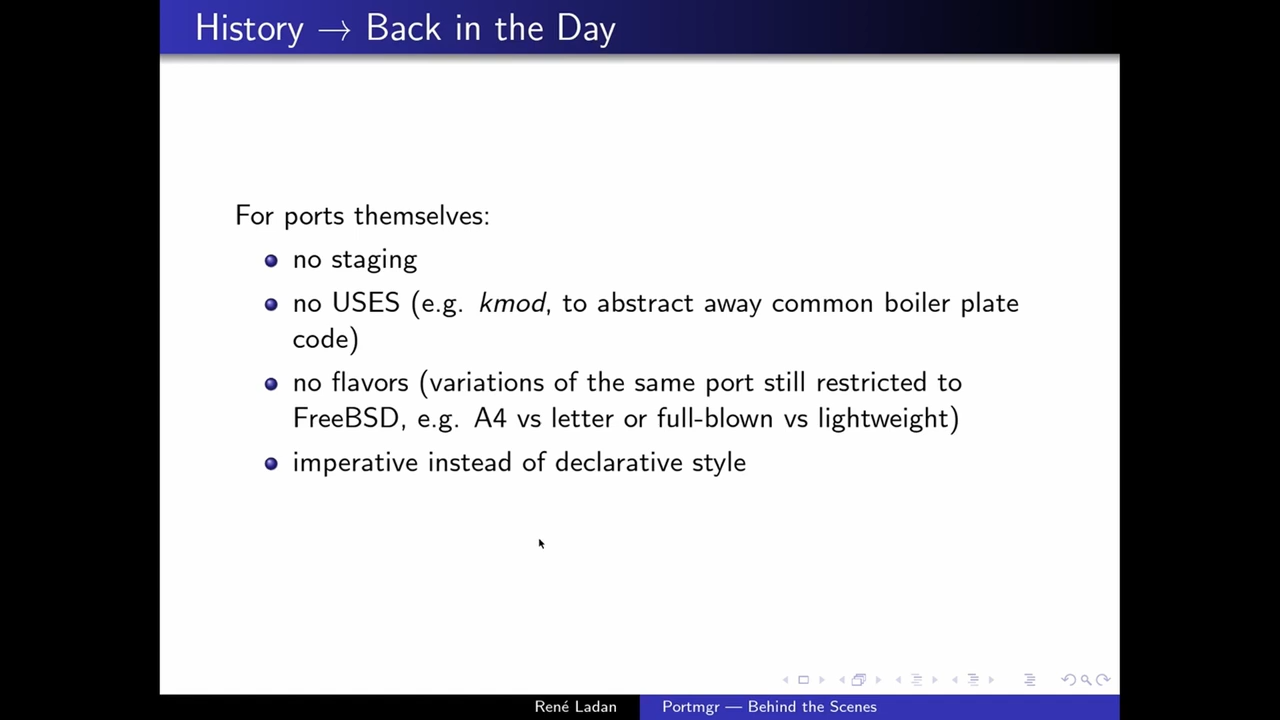 History → Back in the Day
For ports themselves:
no staging
no USES (e.g. kmod, to abstract away common boiler plate
code)
no flavors (variations of the same port still restricted to
FreeBSD, e.g. A4 vs letter or full-blown vs lightweight)
imperative instead of declarative style
René Ladan
Portmgr — Behind the Scenes